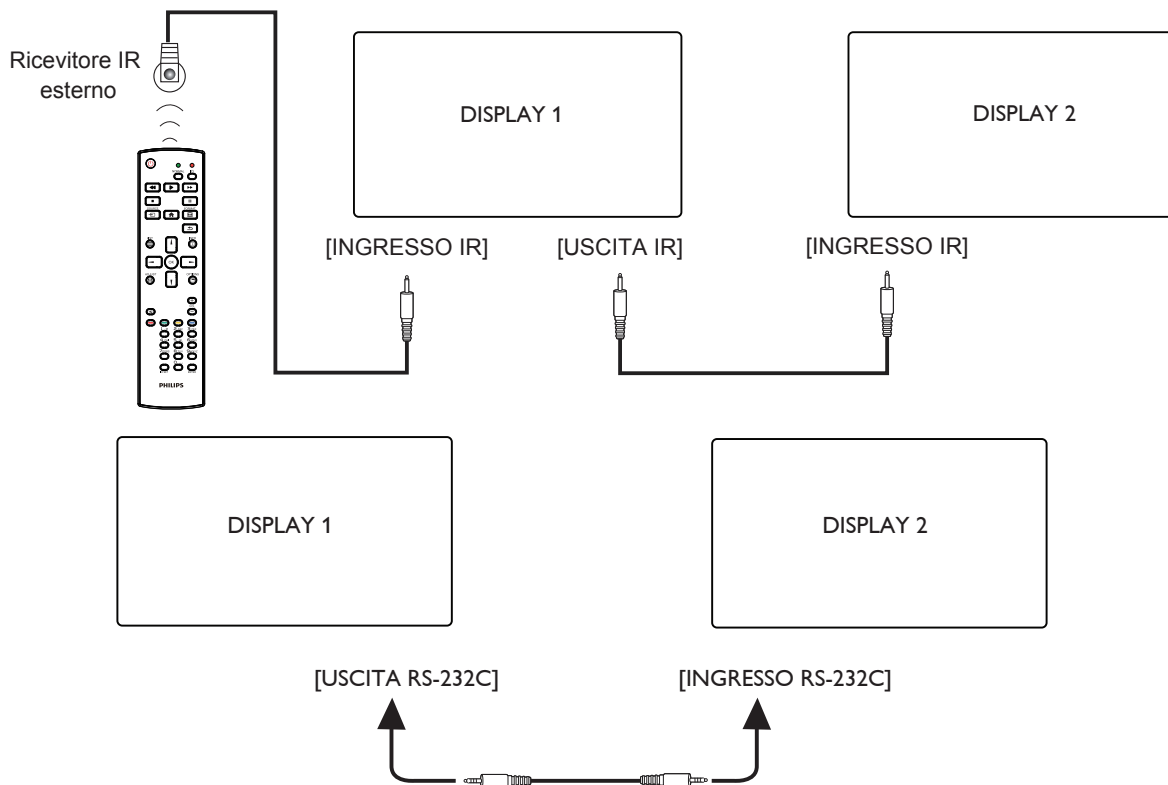 Ricevitore IR
esterno
DISPLAY 1
DISPLAY 2
[INGRESSO IR]
[USCITA IR]
[INGRESSO IR]
OK
PHILIPS
DISPLAY 1
DISPLAY 2
[USCITA RS-232C]
[INGRESSO RS-232C]